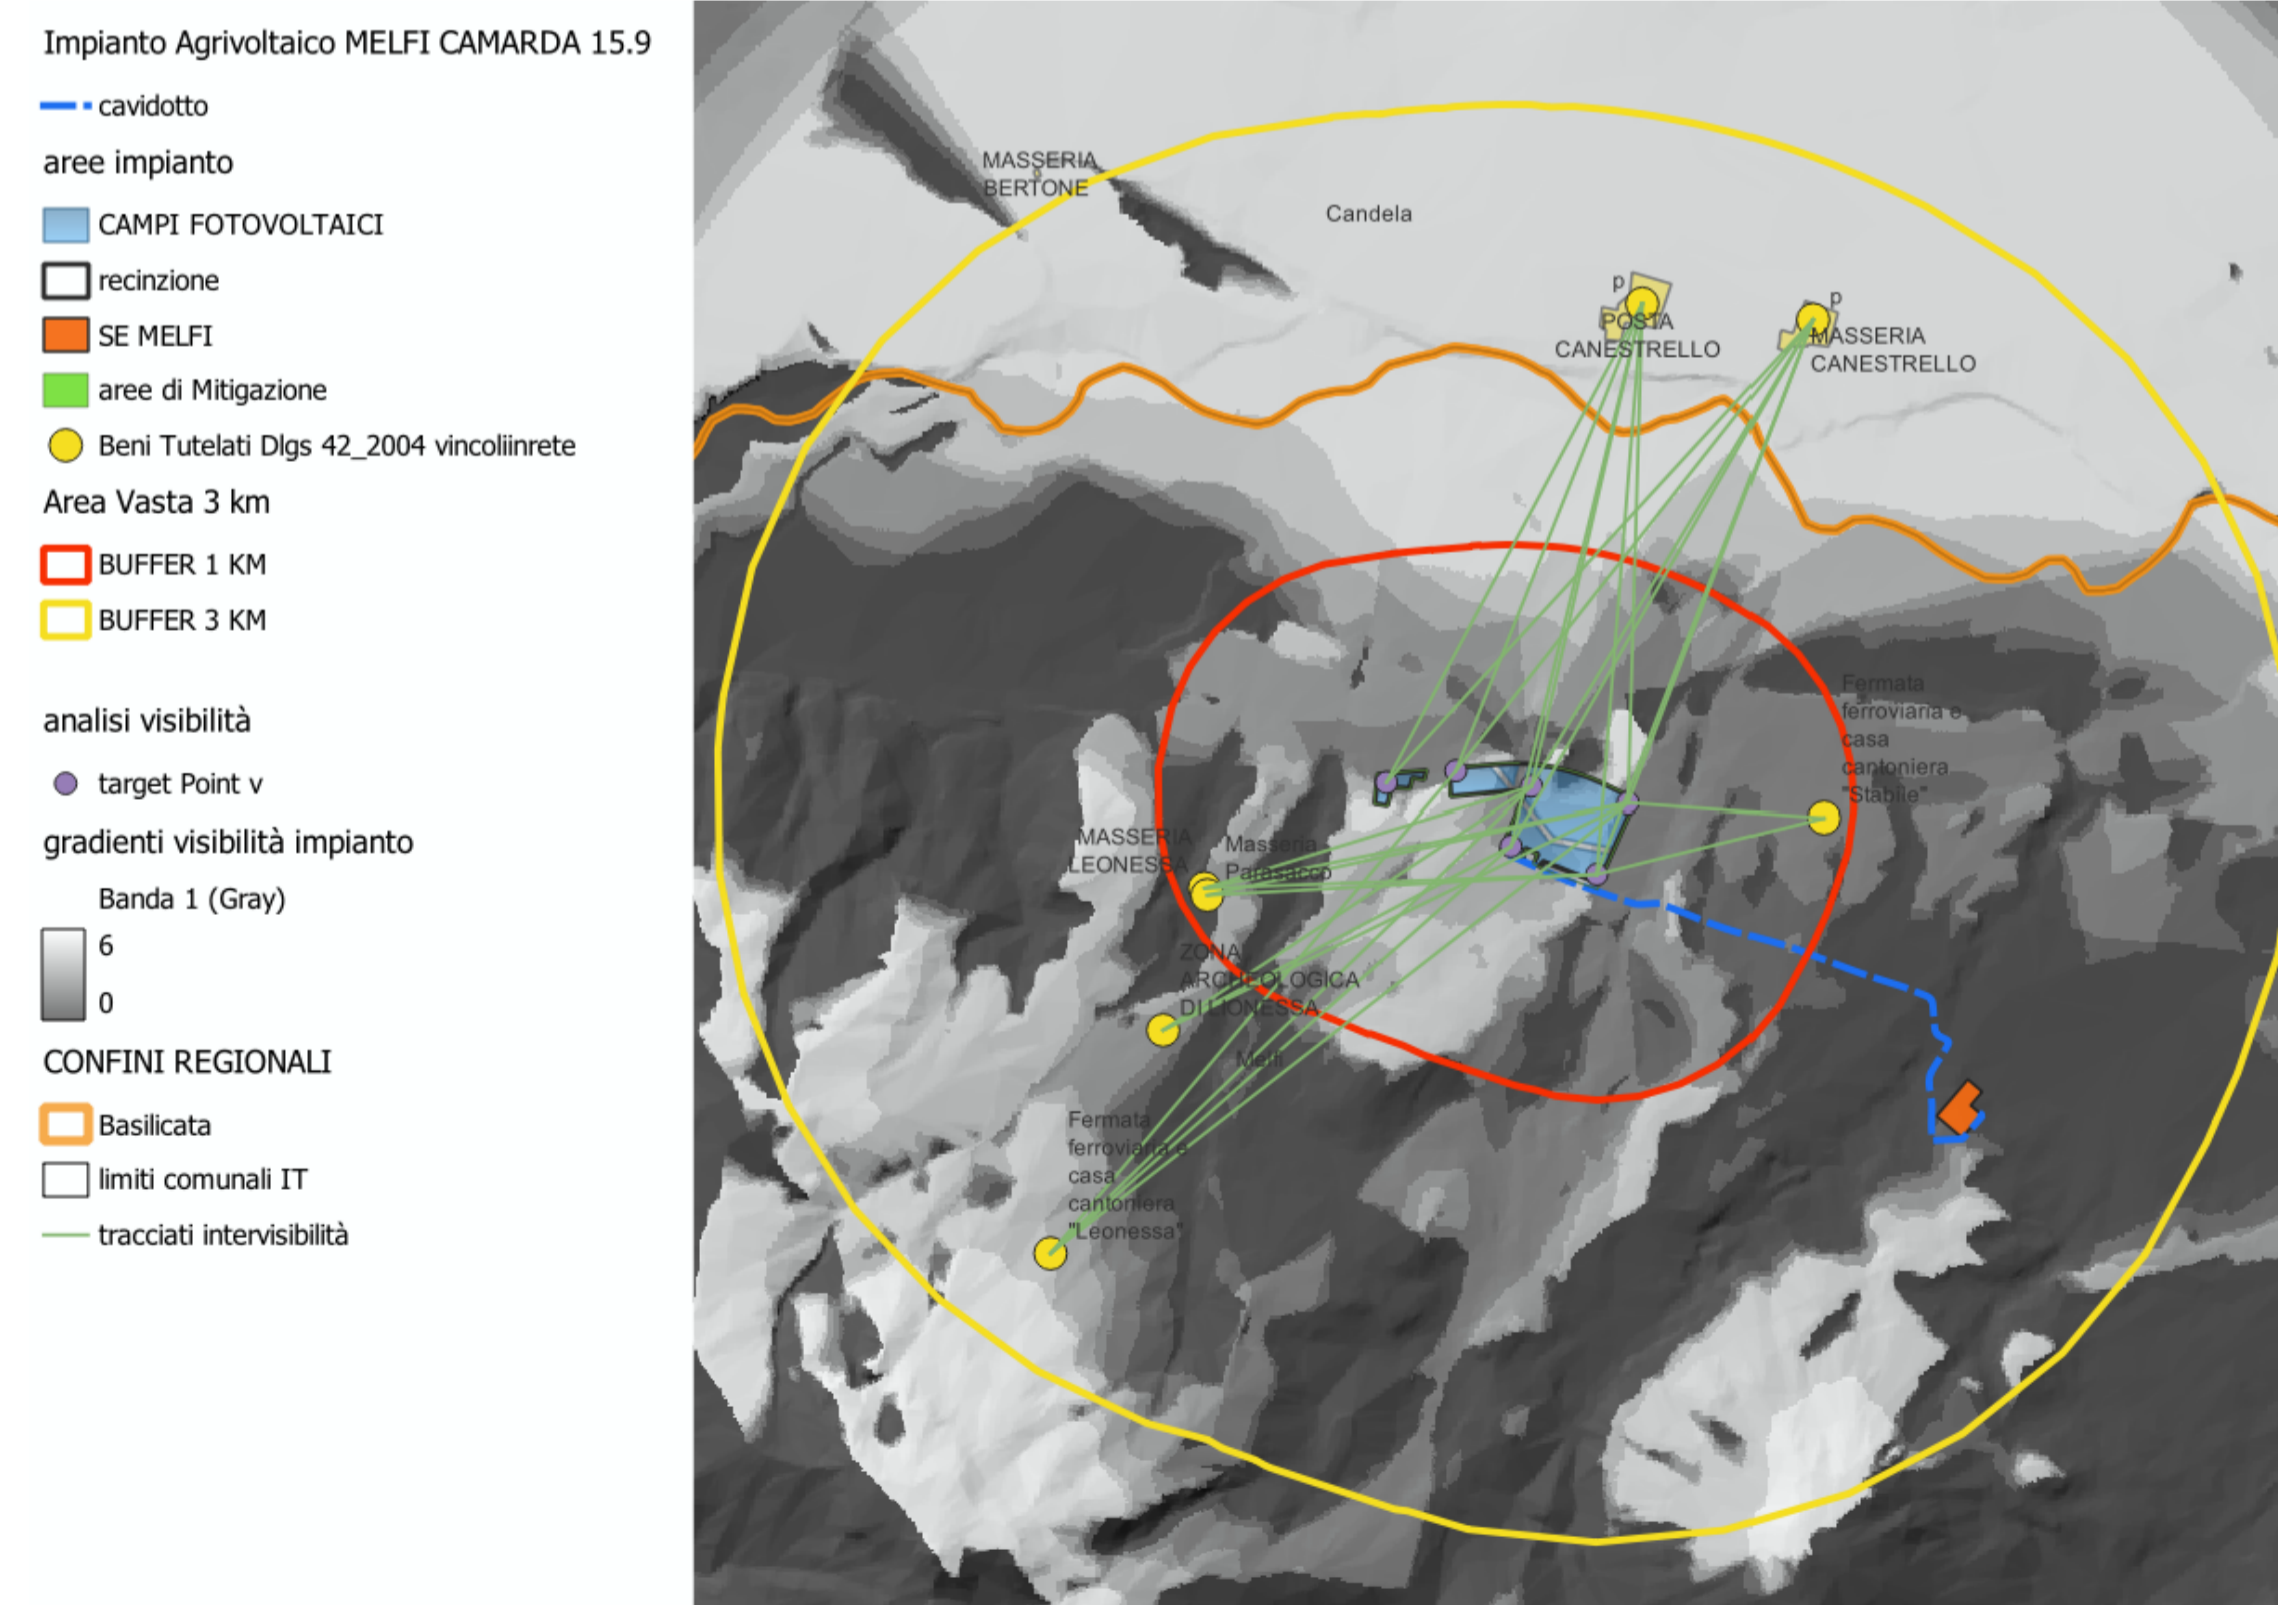 Impianto Agrivoltaico MELFI CAMARDA 15.9
cavidotto
aree impianto
CAMPI FOTOVOLTAICI
recinzione
SE MELFI
aree di Mitigazione
Beni Tutelati Dlgs 42_2004 vincoliinrete
Area Vasta 3 km
BUFFER 1 KM
BUFFER 3 KM
analisi visibilità
target Point v
gradienti visibilità impianto
Banda 1 (Gray)
6
0
CONFINI REGIONALI
Basilicata
limiti comunali IT
tracciati intervisibilità
MASSERIA
BERTONE
Candela
p
POSTA
CANESTRELLO
p
MASSERIA
CANESTRELLO
Fermata
ferroviaria e
casa
cantoniera
"Stabile"
MASSERIA
LEONESSA
Masseria
Parasacco
ZONA
ARCHEOLOGICA
DI LIONESSA
Melfi
Fermata
ferroviaria e
casa
cantoniera
"Leonessa"